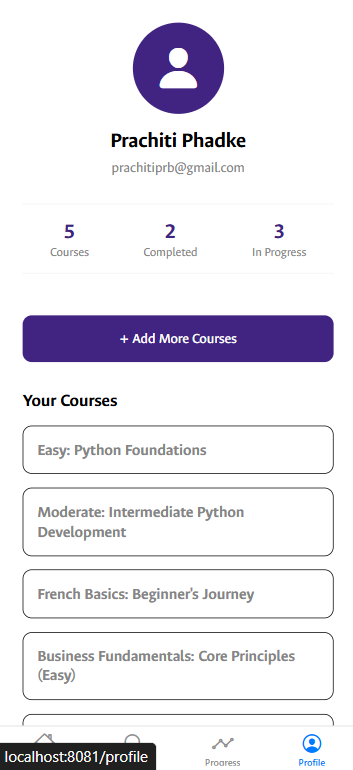 Prachiti Phadke
prachitiprb@gmail.com
5
2
3
Courses
Completed
In Progress
+ Add More Courses
Your Courses
Easy: Python Foundations
Moderate: Intermediate Python
Development
French Basics: Beginner's Journey
Business Fundamentals: Core Principles
(Easy)
Progress
Profile
localhost:8081/profile